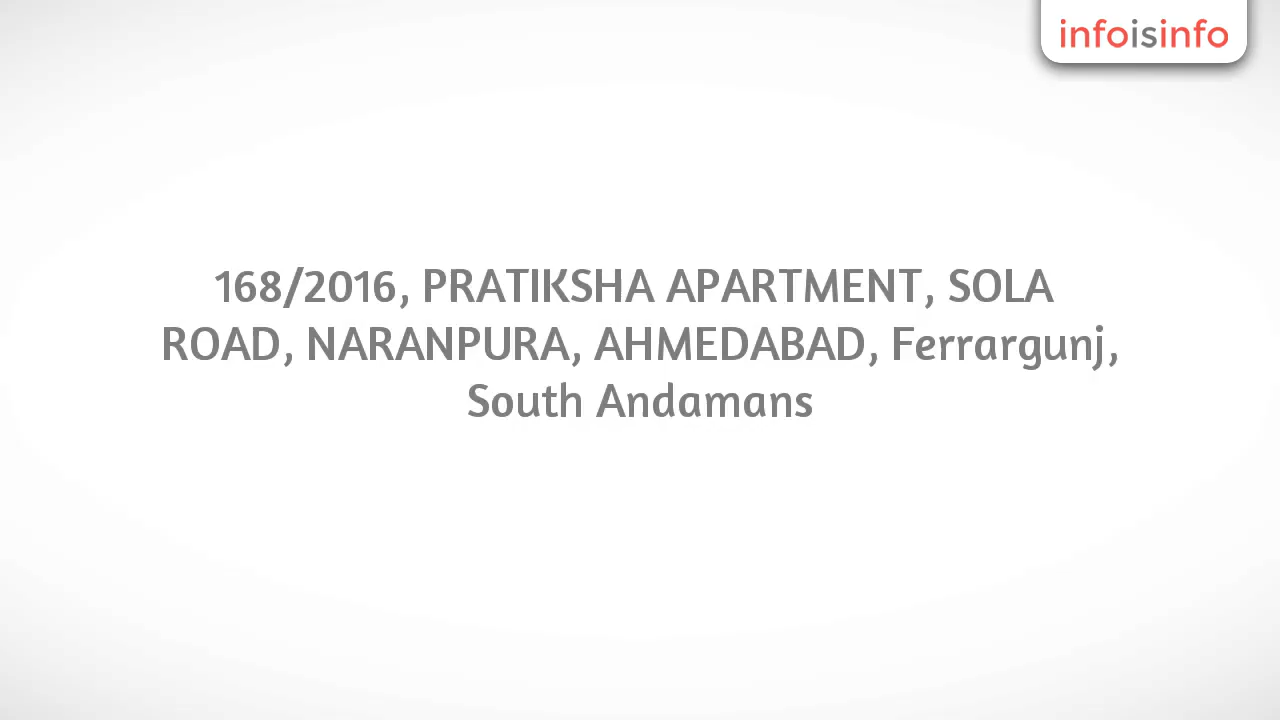 infoisinfo
168/2016, PRATIKSHA APARTMENT, SOLA
ROAD, NARANPURA, AHMEDABAD, Ferrargunj,
South Andamans